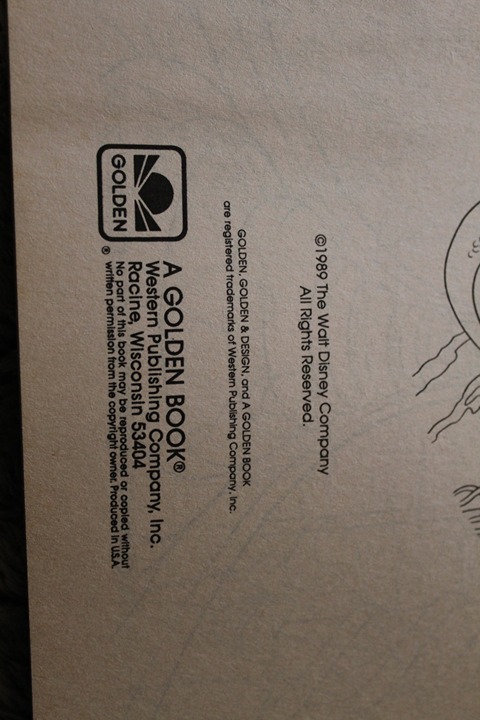 ©1989 The Walt Disney Company
All Rights Reserved.
GOLDEN, GOLDEN & DESIGN, and A GOLDEN BOOK
are registered trademarks of Western Publishing Company, Inc.
GOLDEN
®
A GOLDEN BOOK®
Western Publishing Company, Inc.
Racine, Wisconsin 53404
No part of this book may be reproduced or copied without
written permission from the copyright owner. Produced in U.S.A.